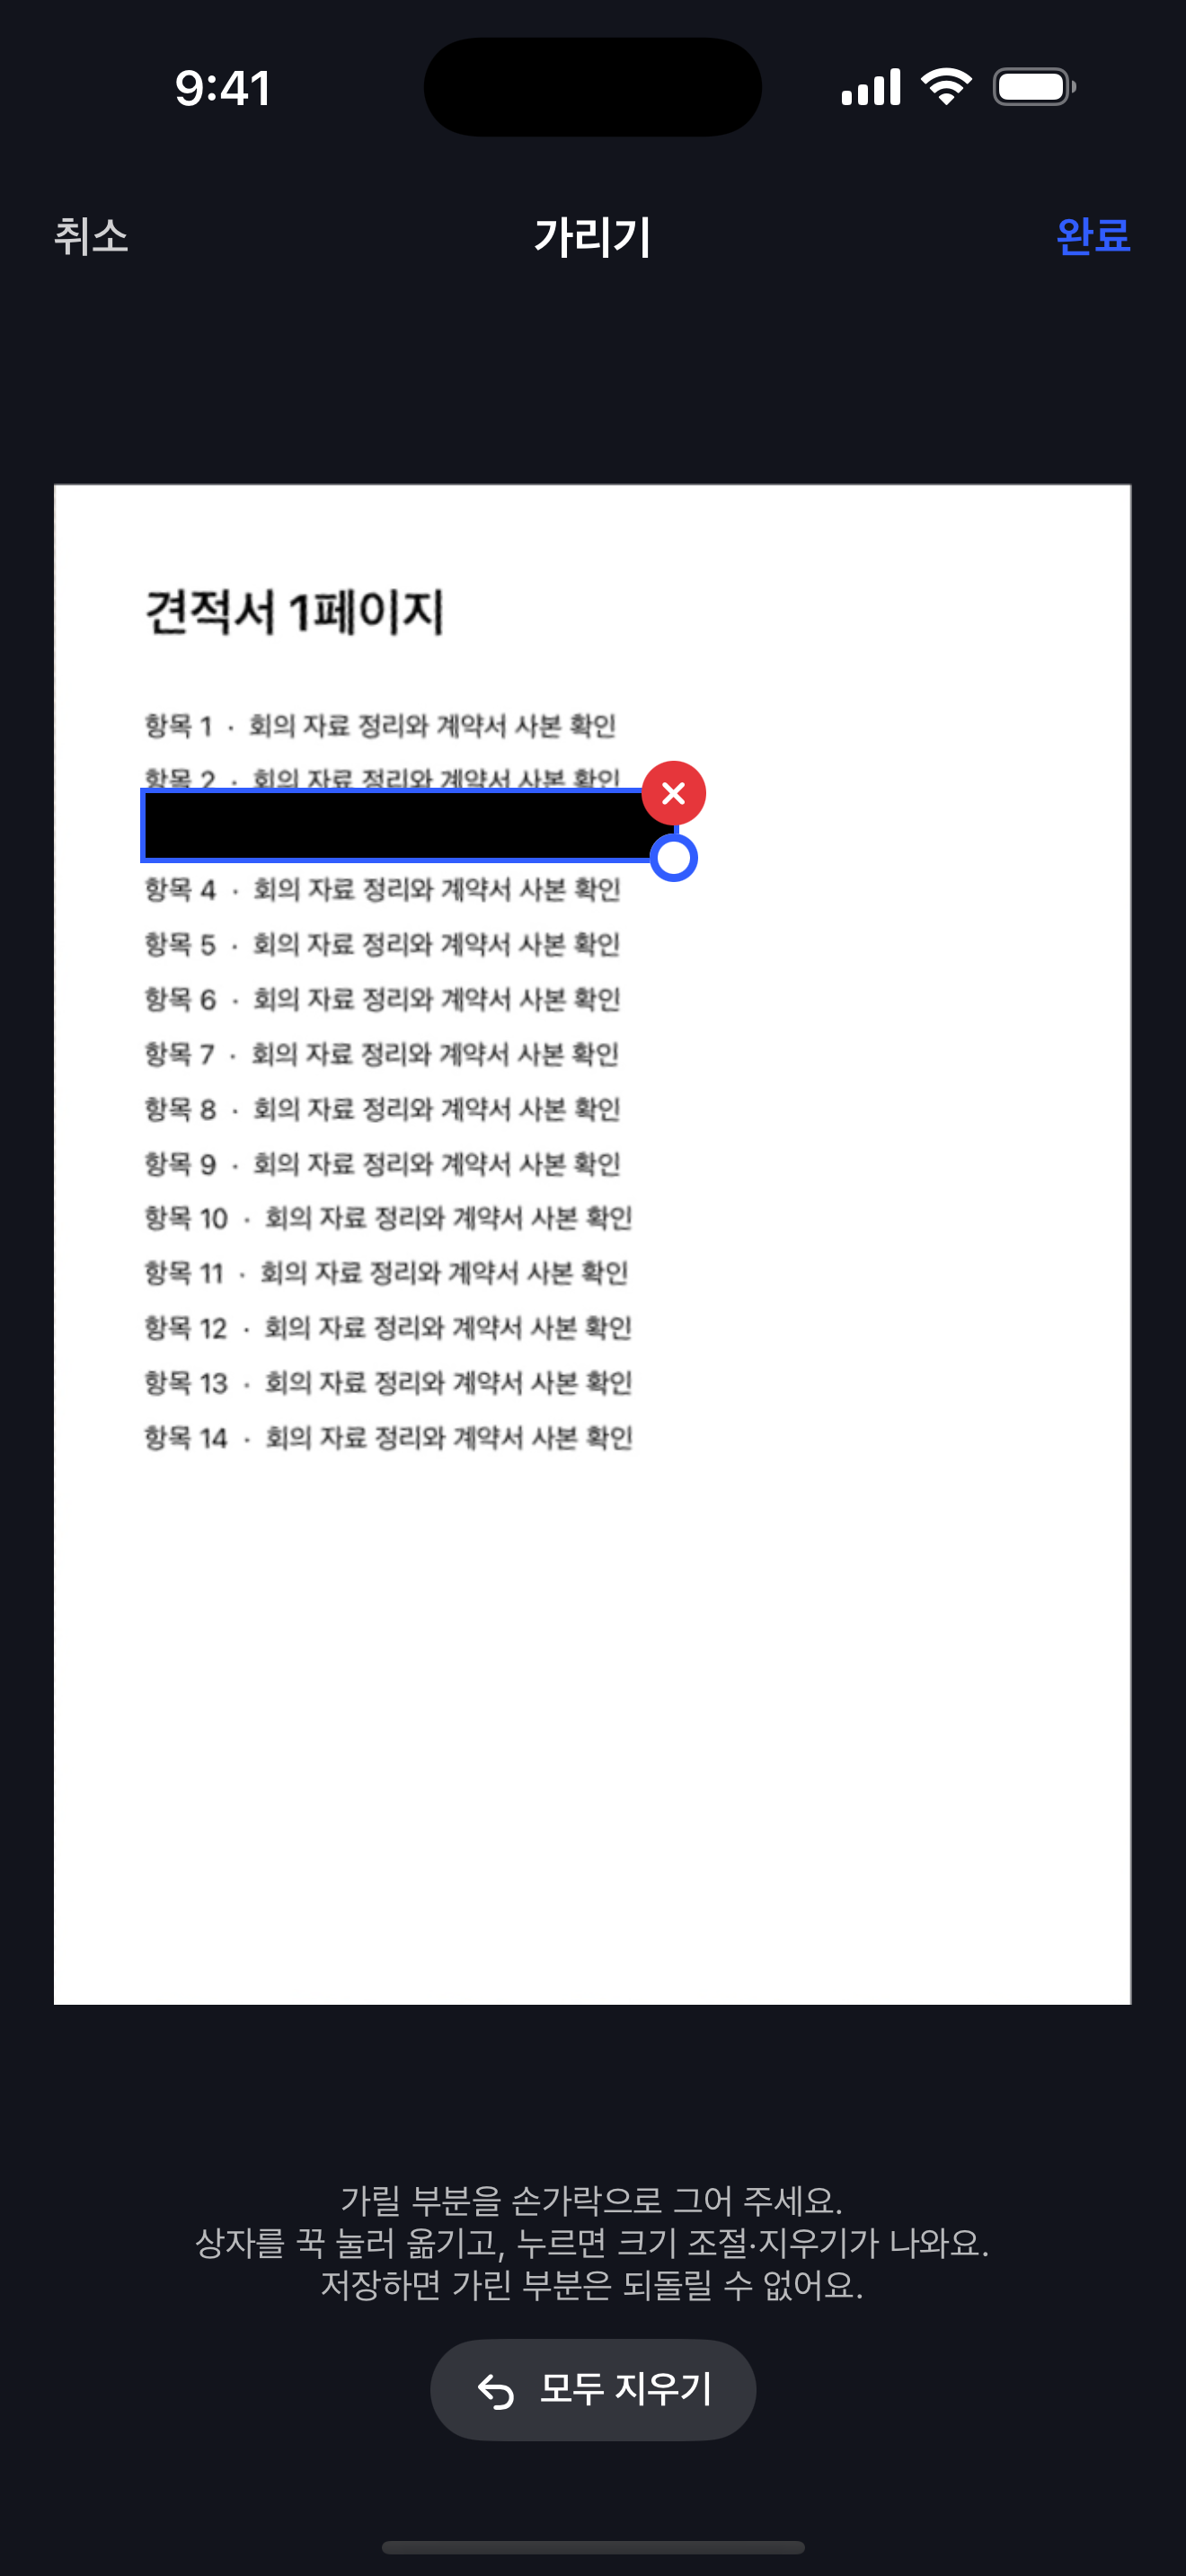 9:41
취소
가리기
완료
견적서 1페이지
항목 1 · 회의 자료 정리와 계약서 사본 확인
항목 2 · 회의 자료 정리와 계약서 사본 확인
항목 4 · 회의 자료 정리와 계약서 사본 확인
항목 5 · 회의 자료 정리와 계약서 사본 확인
항목 6 · 회의 자료 정리와 계약서 사본 확인
항목 7 · 회의 자료 정리와 계약서 사본 확인
항목 8 · 회의 자료 정리와 계약서 사본 확인
항목 9 · 회의 자료 정리와 계약서 사본 확인
항목 10 · 회의 자료 정리와 계약서 사본 확인
항목 11 · 회의 자료 정리와 계약서 사본 확인
항목 12 · 회의 자료 정리와 계약서 사본 확인
항목 13 · 회의 자료 정리와 계약서 사본 확인
항목 14 · 회의 자료 정리와 계약서 사본 확인
가릴 부분을 손가락으로 그어 주세요.
상자를 꾹 눌러 옮기고, 누르면 크기 조절·지우기가 나와요.
저장하면 가린 부분은 되돌릴 수 없어요.
모두 지우기